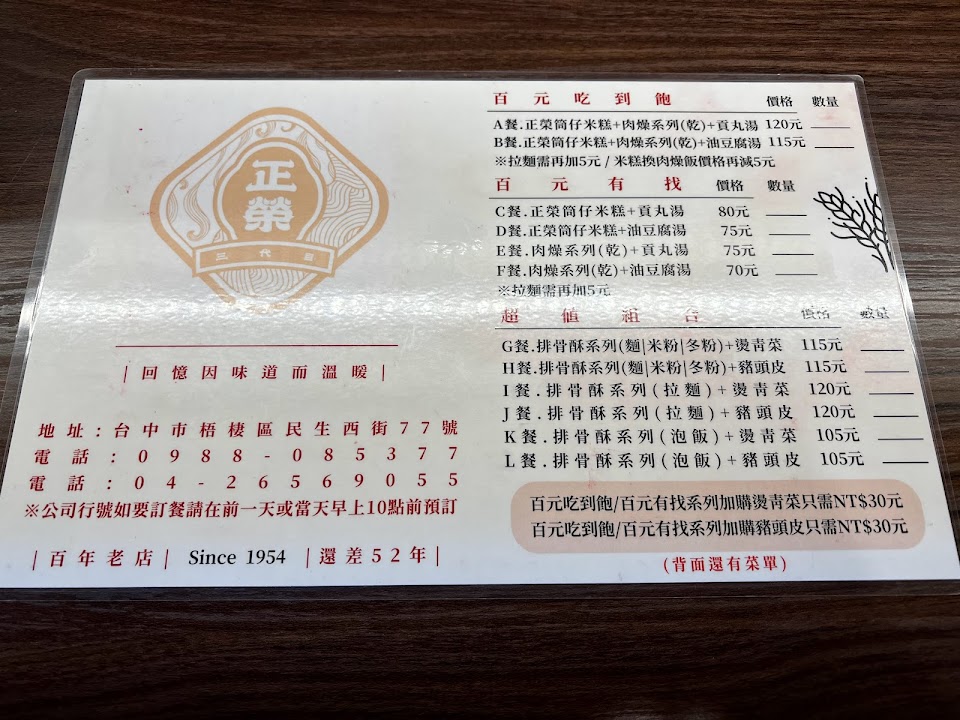 正榮
三代目
回憶因味道而溫暖
地址：台中市梧棲區民生西街77號
電話：0988-085377
電話：04-26569055
※公司行號如要訂餐請在前一天或當天早上10點前預訂
|百年老店| Since 1954 |還差52年|
百元吃到飽 價格 數量
A餐.正榮筒仔米糕+肉燥系列(乾)+貢丸湯 120元
B餐.正榮筒仔米糕+肉燥系列(乾)+油豆腐湯 115元
※拉麵需再加5元 / 米糕換肉燥飯價格再減5元
百元有找 價格 數量
C餐.正榮筒仔米糕+貢丸湯 80元
D餐.正榮筒仔米糕+油豆腐湯 75元
E餐.肉燥系列(乾)+貢丸湯 75元
F餐.肉燥系列(乾)+油豆腐湯 70元
※拉麵需再加5元
超值組合 價格 數量
G餐.排骨酥系列(麵|米粉|冬粉)+燙青菜 115元
H餐.排骨酥系列(麵|米粉|冬粉)+豬頭皮 115元
I餐.排骨酥系列(拉麵)+燙青菜 120元
J餐.排骨酥系列(拉麵)+豬頭皮 120元
K餐.排骨酥系列(泡飯)+燙青菜 105元
L餐.排骨酥系列(泡飯)+豬頭皮 105元
百元吃到飽/百元有找系列加購燙青菜只需NT$30元
百元吃到飽/百元有找系列加購豬頭皮只需NT$30元
(背面還有菜單)